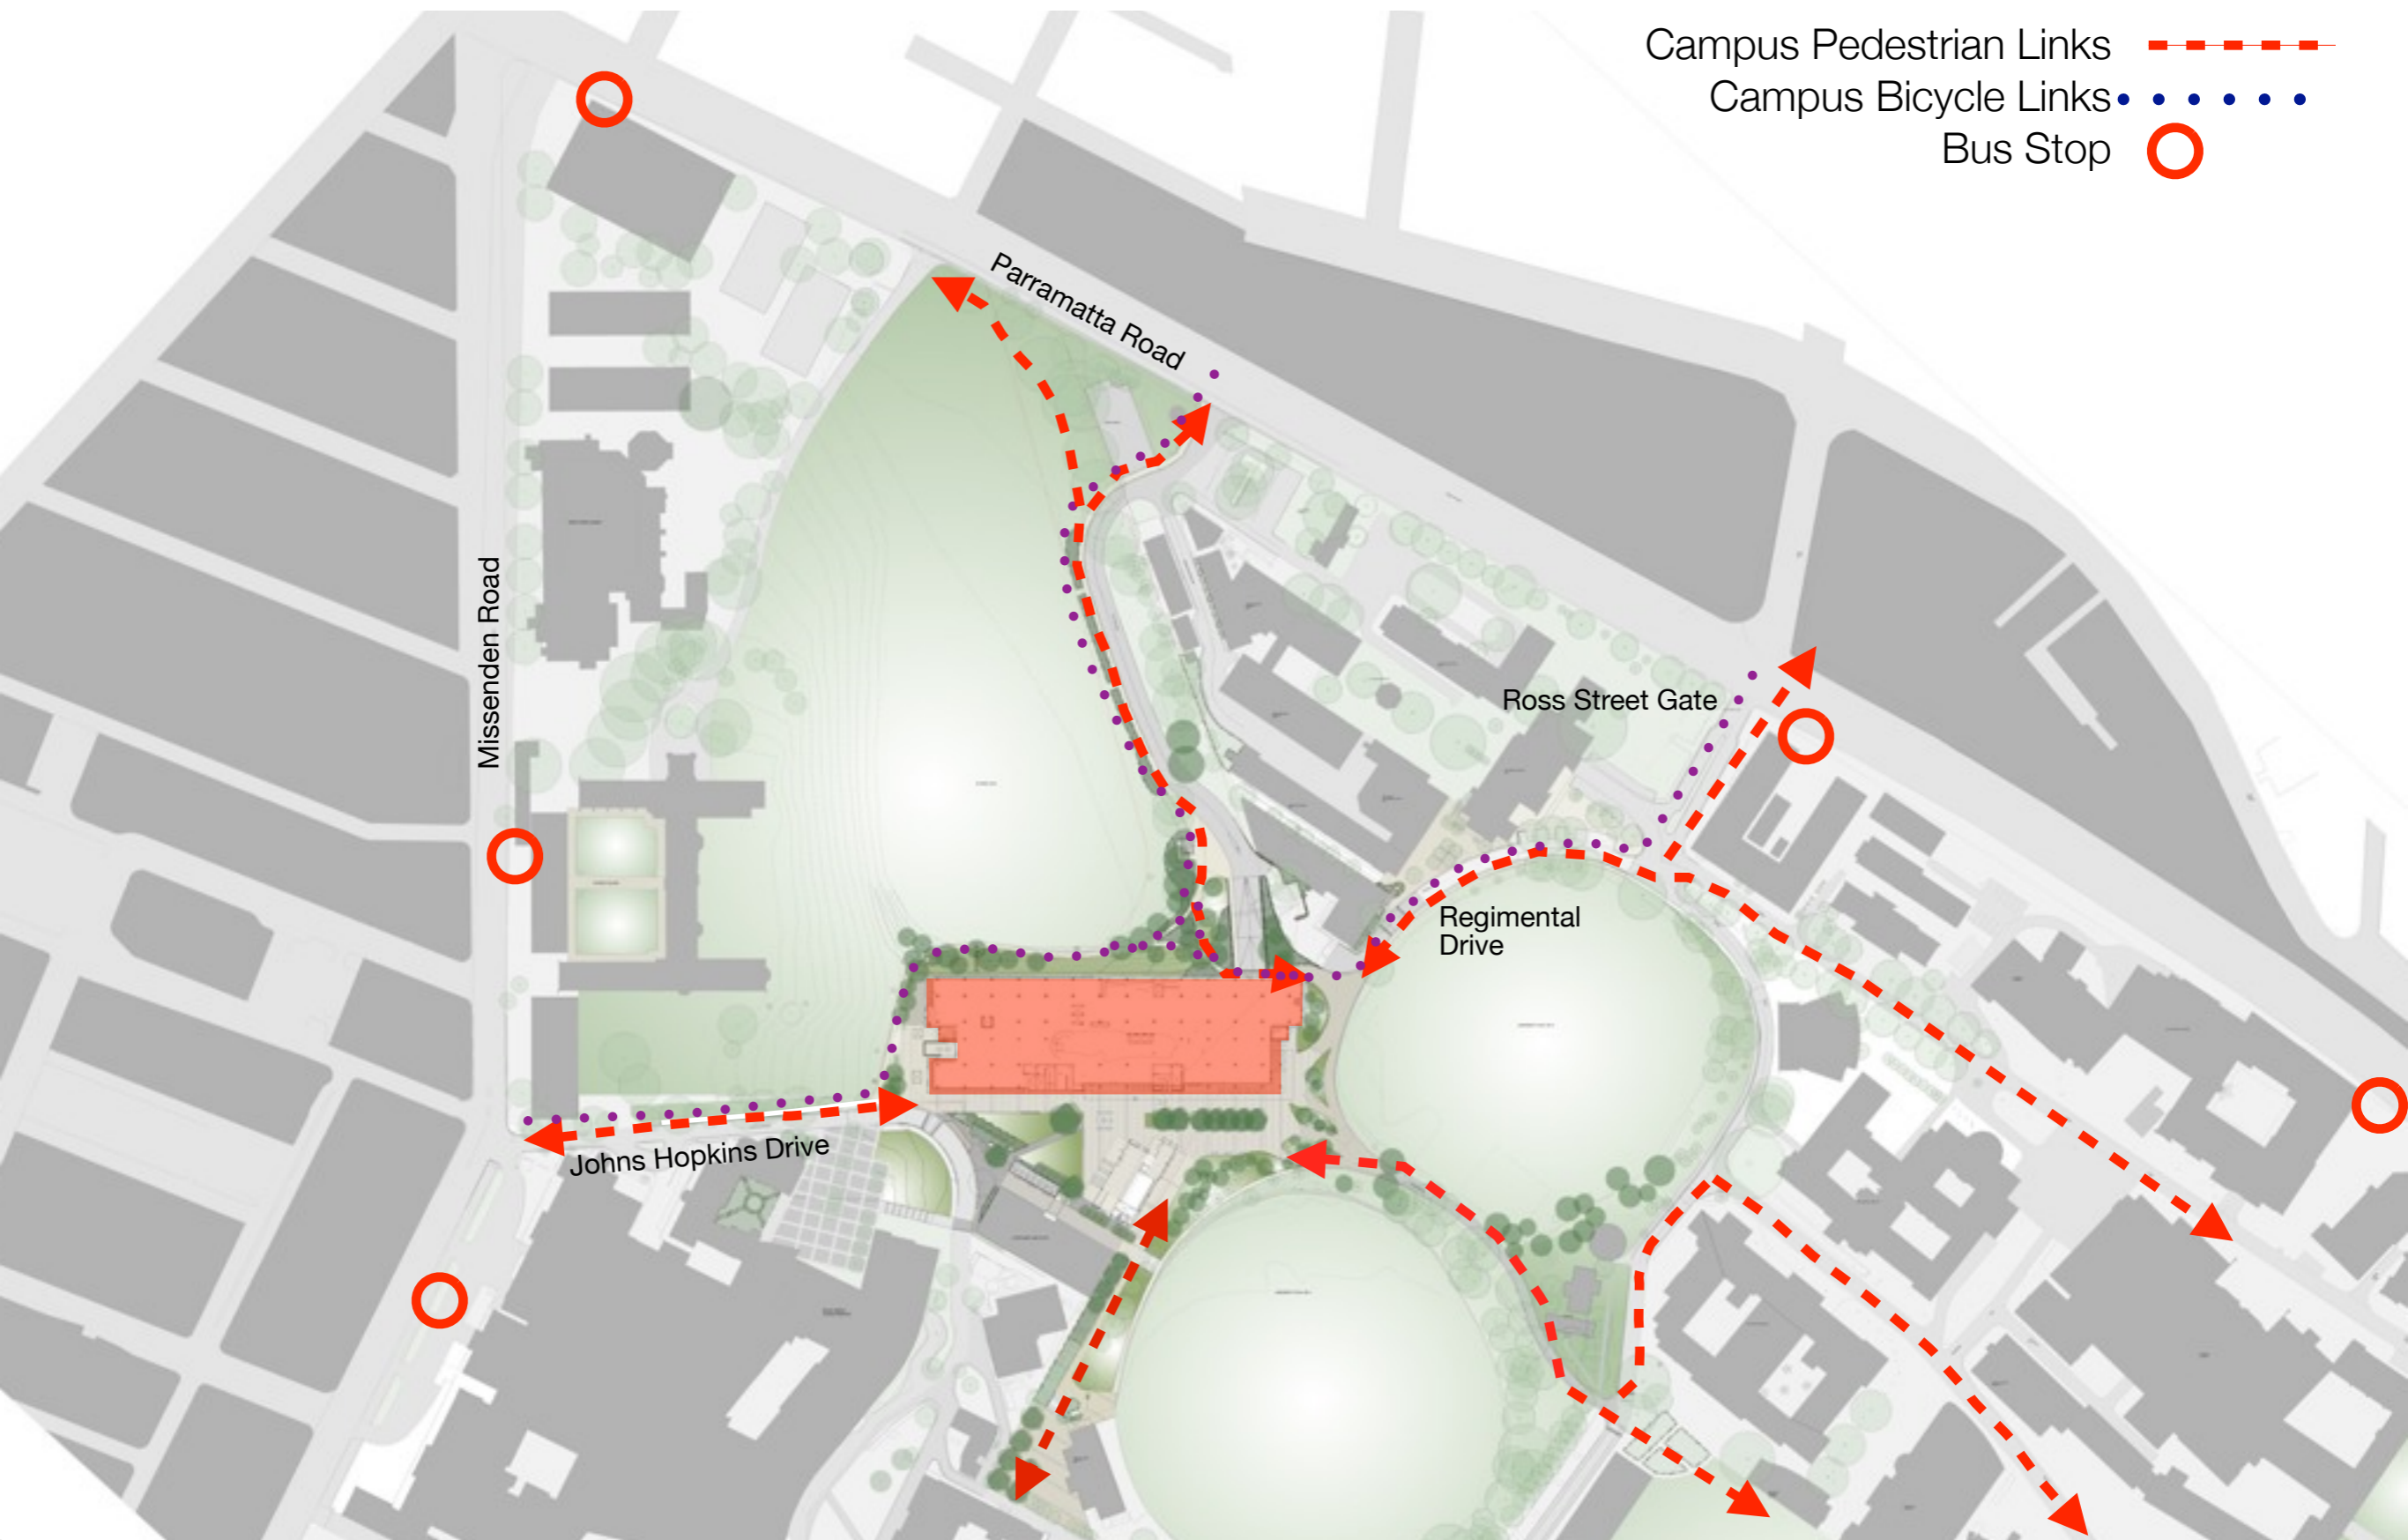 Campus Pedestrian Links
Campus Bicycle Links
Bus Stop
Parramatta Road
Missenden Road
Ross Street Gate
Regimental
Drive
Johns Hopkins Drive